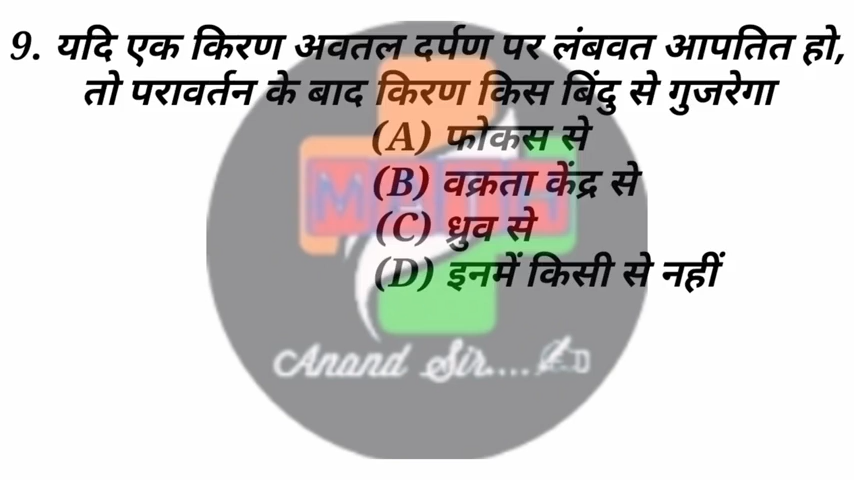 9. यदि एक किरण अवतल दर्पण पर लंबवत आपतित हो,
तो परावर्तन के बाद किरण किस बिंदु से गुजरेगा
(A) फोकस से
(B) वक्रता केंद्र से
(C) ध्रुव से
(D) इनमें किसी से नहीं
MATH
Anand Sir....✍